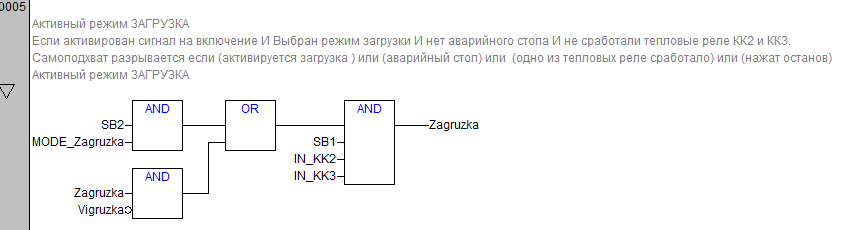 0005
Активный режим ЗАГРУЗКА
Если активирован сигнал на включение И Выбран режим загрузки И нет аварийного стопа И не сработали тепловые реле КК2 и КК3.
Самоподхват разрывается если (активируется загрузка ) или (аварийный стоп) или (одно из тепловых реле сработало) или (нажат останов)
Активный режим ЗАГРУЗКА
AND
OR
AND
SB2
Zagruzka
MODE_Zagruzka
SB1
IN_KK2
AND
IN_KK3
Zagruzka
Vigruzka